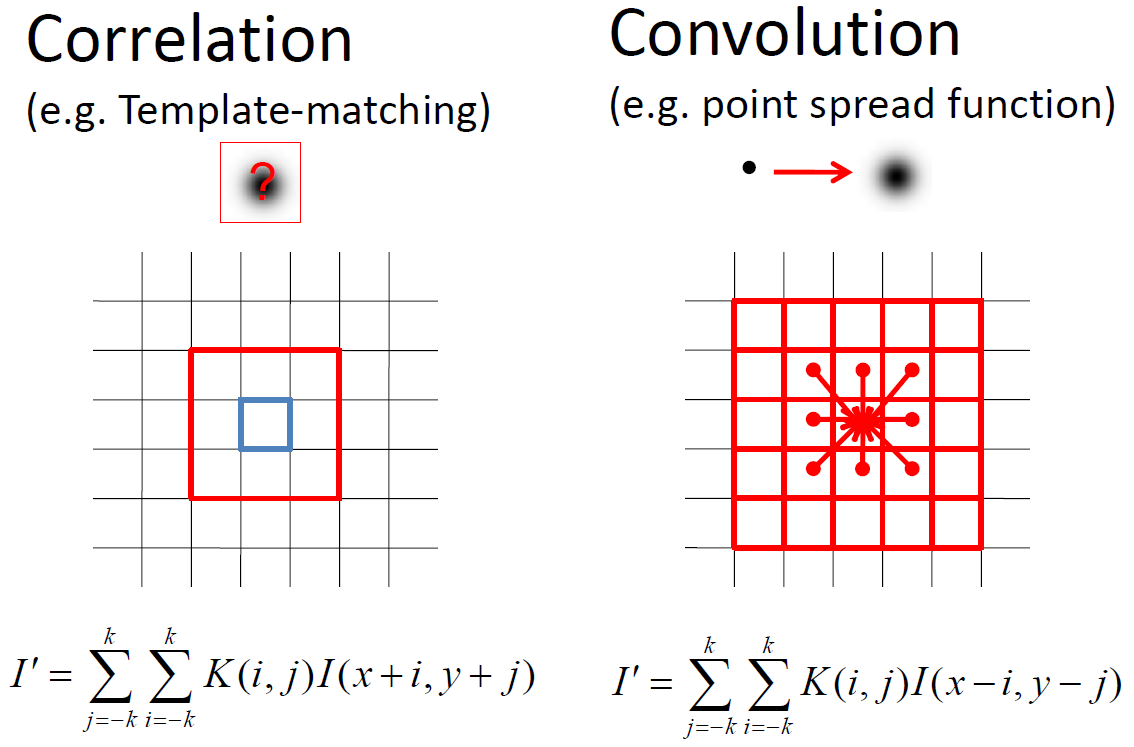 Correlation
(e.g. Template-matching)
?
I' = \sum_{j=-k}^{k} \sum_{i=-k}^{k} K(i, j)I(x + i, y + j)
Convolution
(e.g. point spread function)
I' = \sum_{j=-k}^{k} \sum_{i=-k}^{k} K(i, j)I(x - i, y - j)